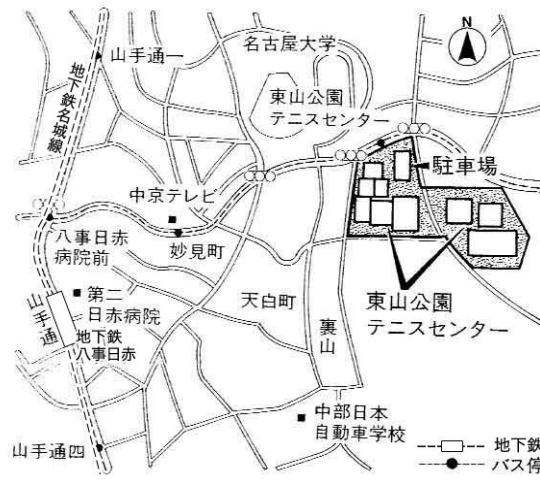 N
名古屋大学
山手通一
地下鉄名城線
東山公園
テニスセンター
駐車場
中京テレビ
八事日赤
病院前
妙見町
第二
日赤病院
山手通
地下鉄
八事日赤
天白町
裏山
東山公園
テニスセンター
中部日本
自動車学校
山手通四
地下鉄
バス停